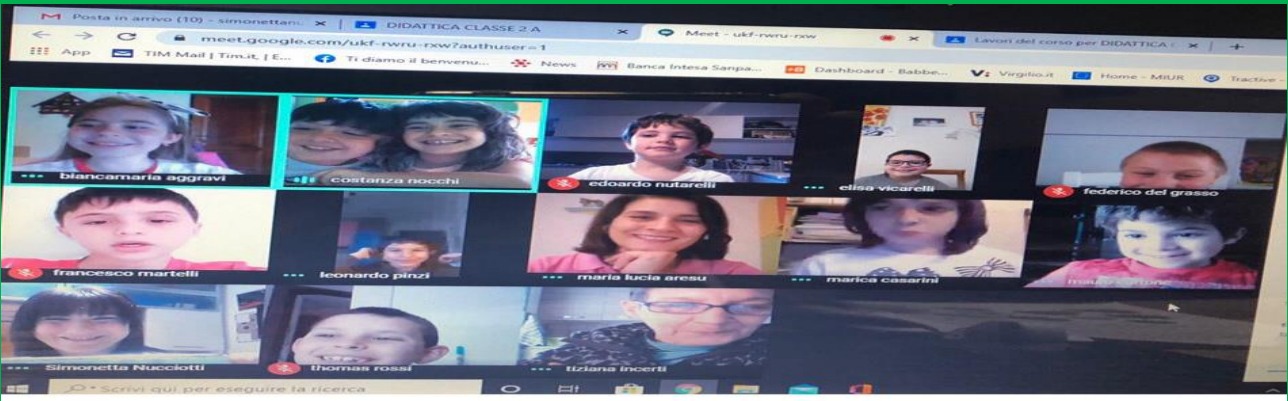 Posta in arrivo (10) - simonettan
DIDATTICA CLASSE 2 A
Meet - ukf-rwru-rxw
Lavori del corso per DIDATTICA
meet.google.com/ukf-rwru-rxw?authuser=1
App
TIM Mail | Tim.it, | E...
Ti diamo il benvenu...
News
Banca Intesa Sanpa...
Dashboard - Babbe...
Virgilio.it
Home - MIUR
Tractive -
biancamaria aggravi
costanza nocchi
edoardo nutarelli
elisa vicarelli
federico del grasso
francesco martelli
leonardo pinzi
maria lucia aresu
marica casarini
Simonetta Nucciotti
thomas rossi
tiziana incerti
Scrivi qui per eseguire la ricerca